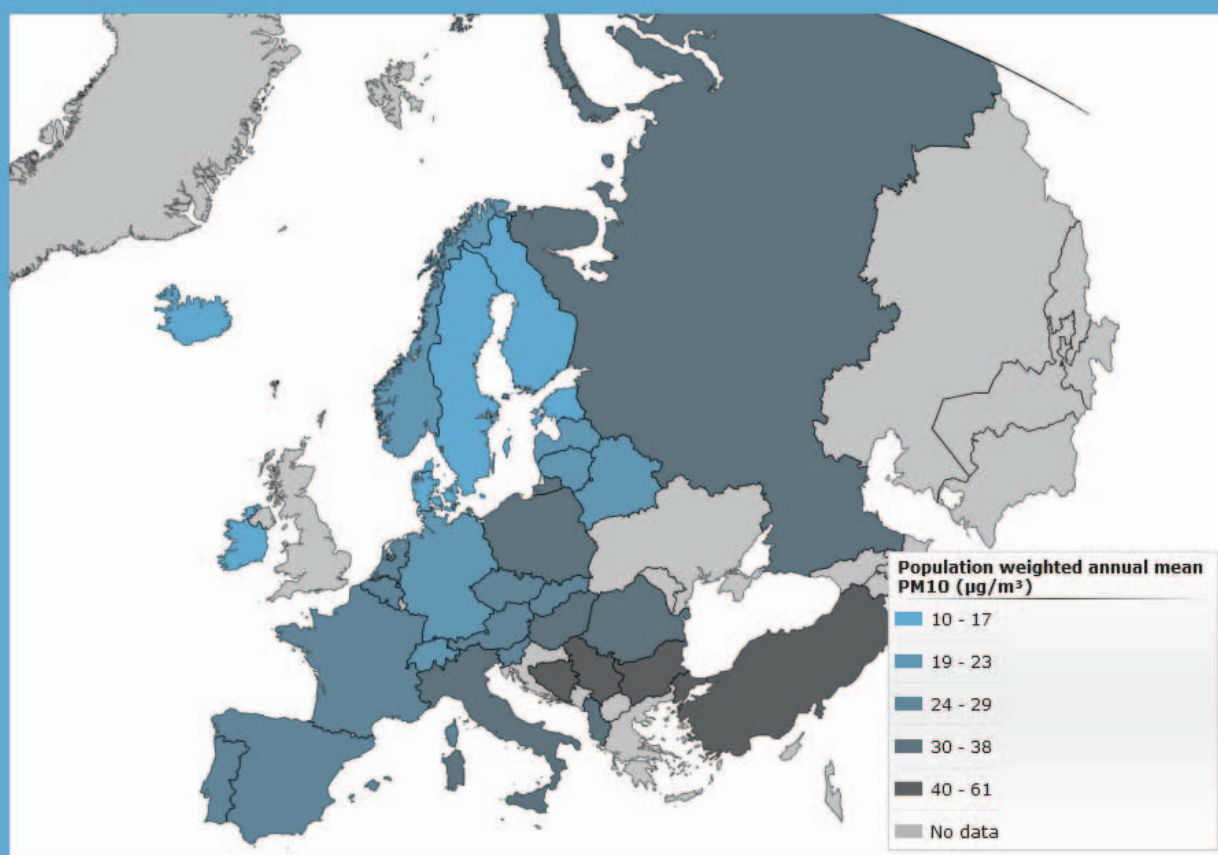 Population weighted annual mean
PM10 (µg/m³)
10 - 17
19 - 23
24 - 29
30 - 38
40 - 61
No data